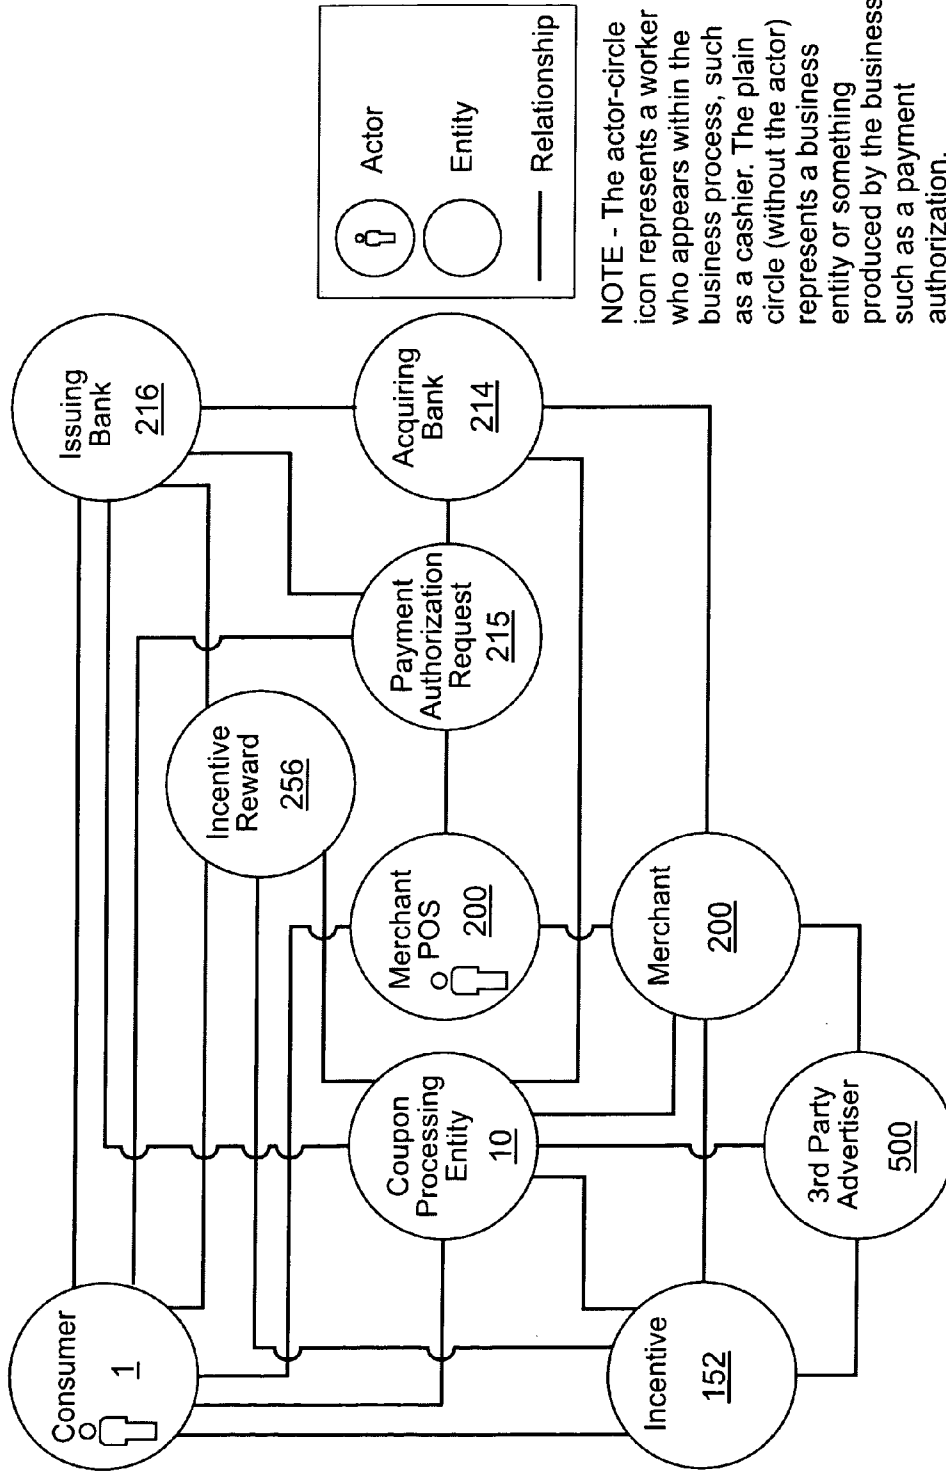 Consumer
1
Issuing
Bank
216
Incentive
Reward
256
Coupon
Processing
Entity
10
Merchant
POS
200
Payment
Authorization
Request
215
Acquiring
Bank
214
Actor
Entity
Relationship
Incentive
152
Merchant
200
3rd Party
Advertiser
500
NOTE - The actor-circle
icon represents a worker
who appears within the
business process, such
as a cashier. The plain
circle (without the actor)
represents a business
entity or something
produced by the business
such as a payment
authorization.